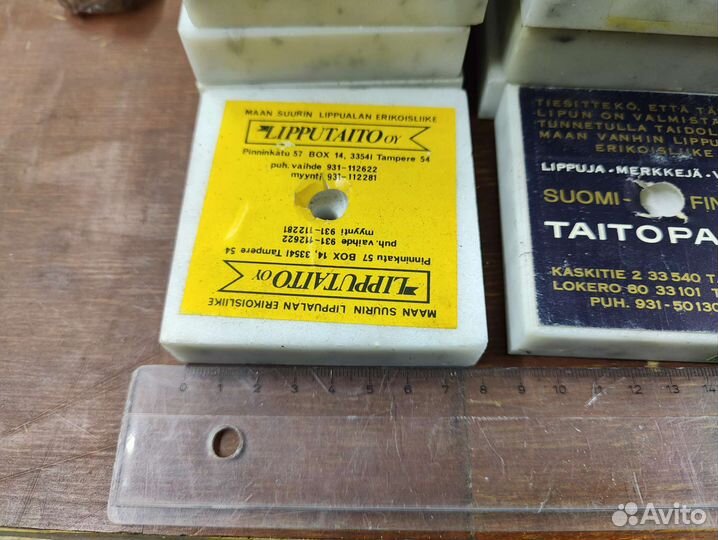 MAAN SUURIN LIPPUALAN ERIKOISLIIKE
LIPPUTAITO OY
Pinninkatu 57 BOX 14, 33541 Tampere 54
puh. vaihde 931-112622
myynti 931-112281
MAAN SUURIN LIPPUALAN ERIKOISLIIKE
LIPPUTAITO OY
Pinninkatu 57 BOX 14, 33541 Tampere 54
puh. vaihde 931-112622
myynti 931-112281
TIESITTEKÖ, ETTÄ TÄ
LIPUN ON VALMISTA
TUNNETULLA TAIDOL
MAAN VANHIN LIPPU
ERIKOISLIIKE
LIPPUJA-MERKKEJÄ-V
SUOMI- FIN
TAITOPA
KASKITIE 2 33540 T
LOKERO 60 33101 T
PUH. 931-50130
0 1 2 3 4 5 6 7 8 9 10 11 12 13 14
Avito